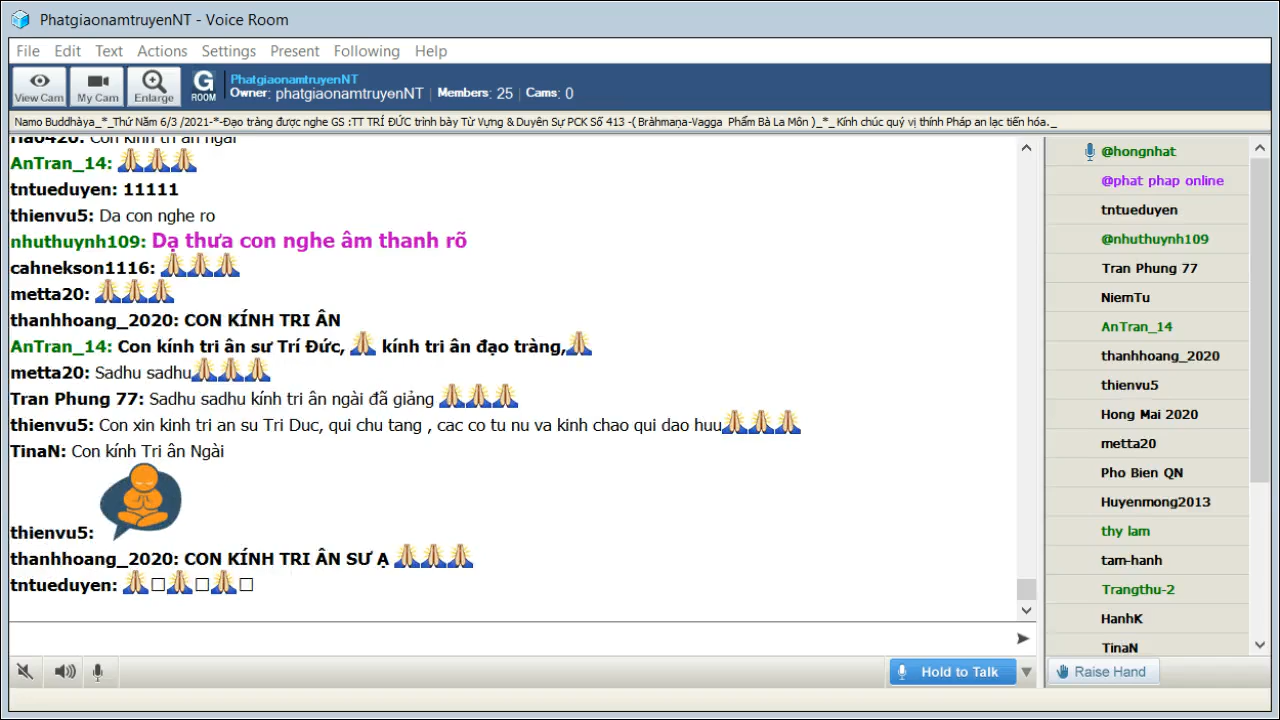 PhatgiaonamtruyenNT - Voice Room
File Edit Text Actions Settings Present Following Help
View Cam My Cam Enlarge G ROOM
PhatgiaonamtruyenNT
Owner: phatgiaonamtruyenNT | Members: 25 | Cams: 0
Namo Buddhàya_*_Thứ Năm 6/3 /2021-*-Đạo tràng được nghe GS :TT TRÍ ĐỨC trình bày Từ Vựng & Duyên Sự PCK Số 413 -( Bràhmaṇa-Vagga Phẩm Bà La Môn )_*_ Kính chúc quý vị thính Pháp an lạc tiến hóa._
AnTran_14: 🙏🙏🙏
tntueduyen: 11111
thienvu5: Da con nghe ro
nhuthuynh109: Dạ thưa con nghe âm thanh rõ
cahnekson1116: 🙏🙏🙏
metta20: 🙏🙏🙏
thanhhoang_2020: CON KÍNH TRI ÂN
AnTran_14: Con kính tri ân sư Trí Đức, 🙏 kính tri ân đạo tràng,🙏
metta20: Sadhu sadhu🙏🙏🙏
Tran Phung 77: Sadhu sadhu kính tri ân ngài đã giảng 🙏🙏🙏
thienvu5: Con xin kinh tri an su Tri Duc, qui chu tang , cac co tu nu va kinh chao qui dao huu🙏🙏🙏
TinaN: Con kính Tri ân Ngài
thienvu5:
thanhhoang_2020: CON KÍNH TRI ÂN SƯ Ạ 🙏🙏🙏
tntueduyen: 🙏□🙏□🙏□
Hold to Talk
@hongnhat
@phat phap online
tntueduyen
@nhuthuynh109
Tran Phung 77
NiemTu
AnTran_14
thanhhoang_2020
thienvu5
Hong Mai 2020
metta20
Pho Bien QN
Huyenmong2013
thy lam
tam-hanh
Trangthu-2
HanhK
TinaN
Raise Hand